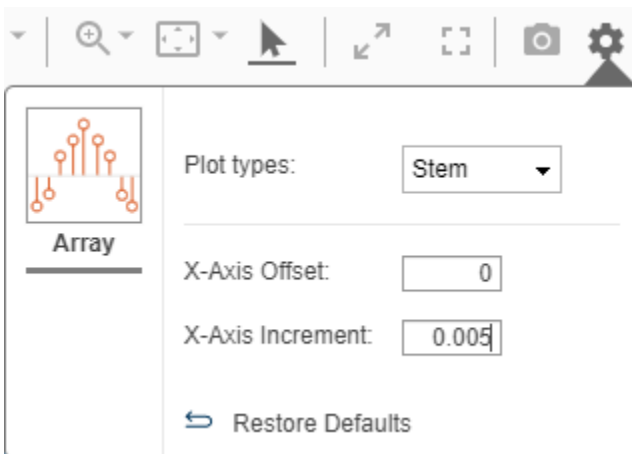 Array
Plot types: Stem
X-Axis Offset: 0
X-Axis Increment: 0.005
Restore Defaults